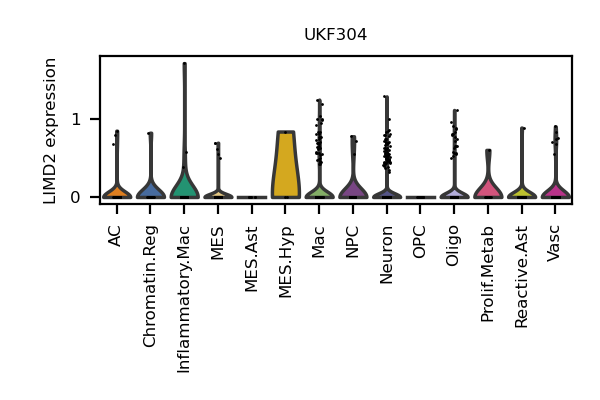 UKF304
LIMD2 expression
1
0
AC
Chromatin.Reg
Inflammatory.Mac
MES
MES.Ast
MES.Hyp
Mac
NPC
Neuron
OPC
Oligo
Prolif.Metab
Reactive.Ast
Vasc